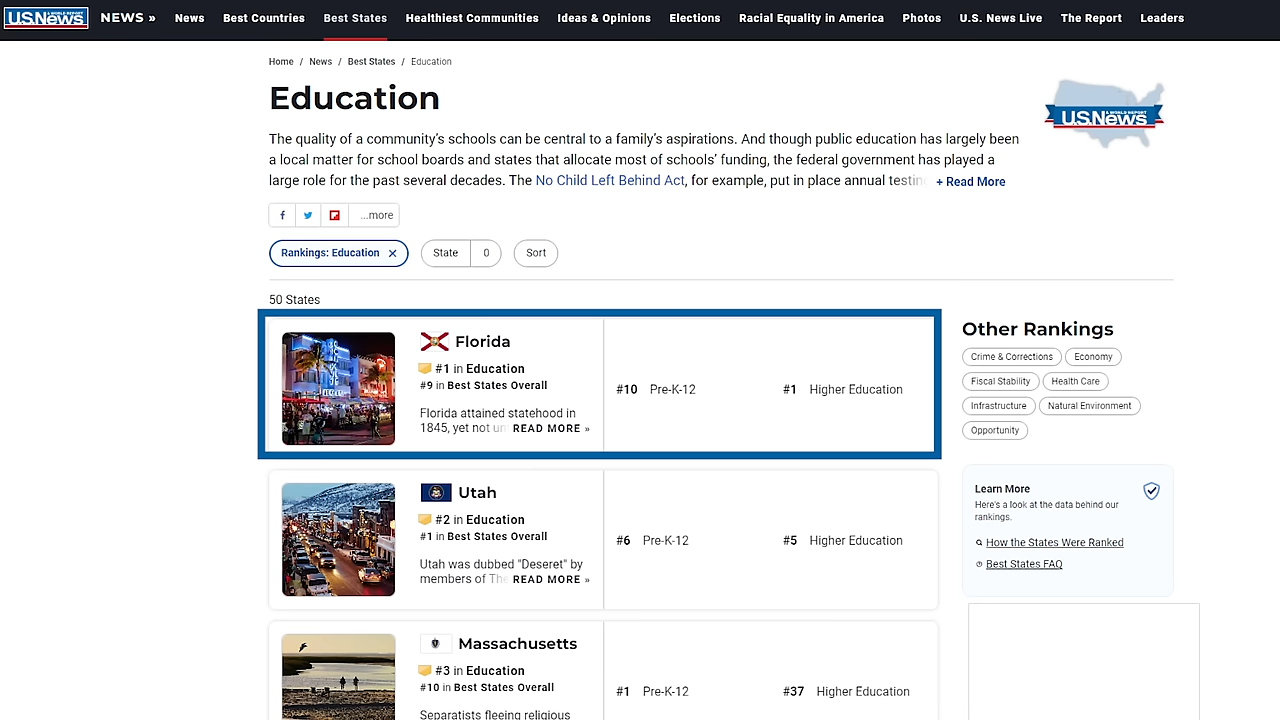 U.S.News
A WORLD REPORT
NEWS »
News
Best Countries
Best States
Healthiest Communities
Ideas & Opinions
Elections
Racial Equality in America
Photos
U.S. News Live
The Report
Leaders
Home / News / Best States / Education
Education
The quality of a community's schools can be central to a family's aspirations. And though public education has largely been
a local matter for school boards and states that allocate most of schools' funding, the federal government has played a
large role for the past several decades. The No Child Left Behind Act, for example, put in place annual testing + Read More
A WORLD REPORT
U.S.News
...more
Rankings: Education ✕
State 0
Sort
50 States
Florida
#1 in Education
#9 in Best States Overall
Florida attained statehood in
1845, yet not un READ MORE »
#10 Pre-K-12
#1 Higher Education
Utah
#2 in Education
#1 in Best States Overall
Utah was dubbed "Deseret" by
members of The READ MORE »
#6 Pre-K-12
#5 Higher Education
Massachusetts
#3 in Education
#10 in Best States Overall
Separatists fleeing religious
#1 Pre-K-12
#37 Higher Education
Other Rankings
Crime & Corrections
Economy
Fiscal Stability
Health Care
Infrastructure
Natural Environment
Opportunity
Learn More
Here's a look at the data behind our
rankings.
How the States Were Ranked
Best States FAQ